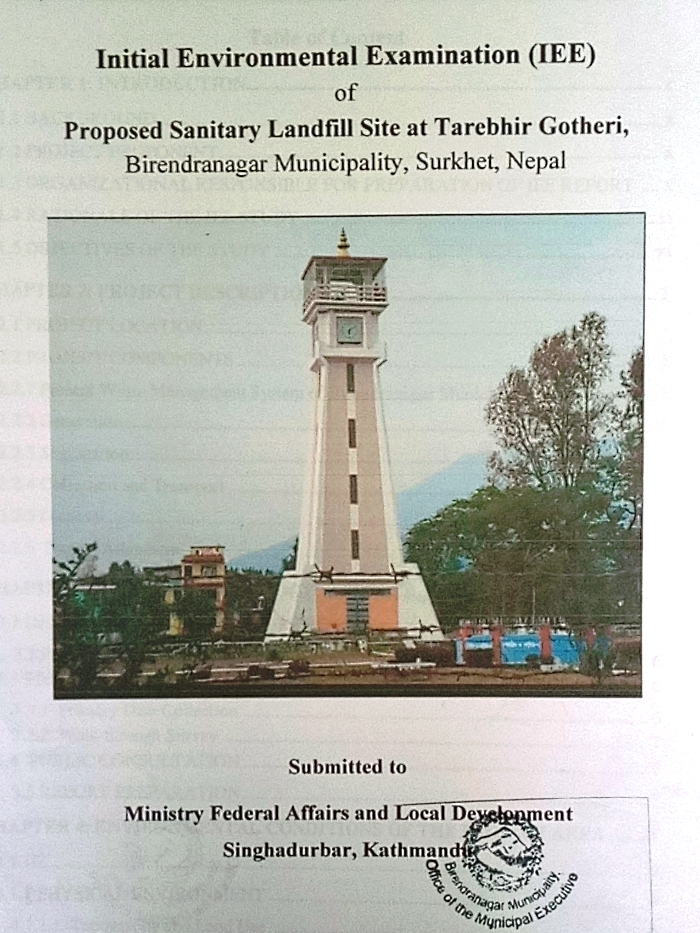 Initial Environmental Examination (IEE)
of
Proposed Sanitary Landfill Site at Tarebhir Gotheri,
Birendranagar Municipality, Surkhet, Nepal
Submitted to
Ministry Federal Affairs and Local Development
Singhadurbar, Kathmandu
Birendranagar Municipality
Office of the Municipal Executive